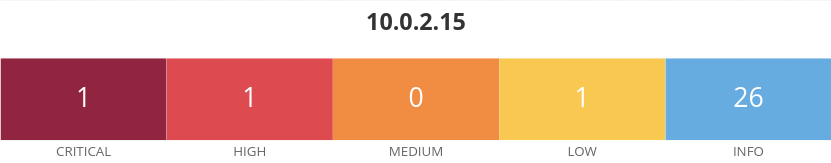 10.0.2.15
1 1 0 1 26
CRITICAL HIGH MEDIUM LOW INFO